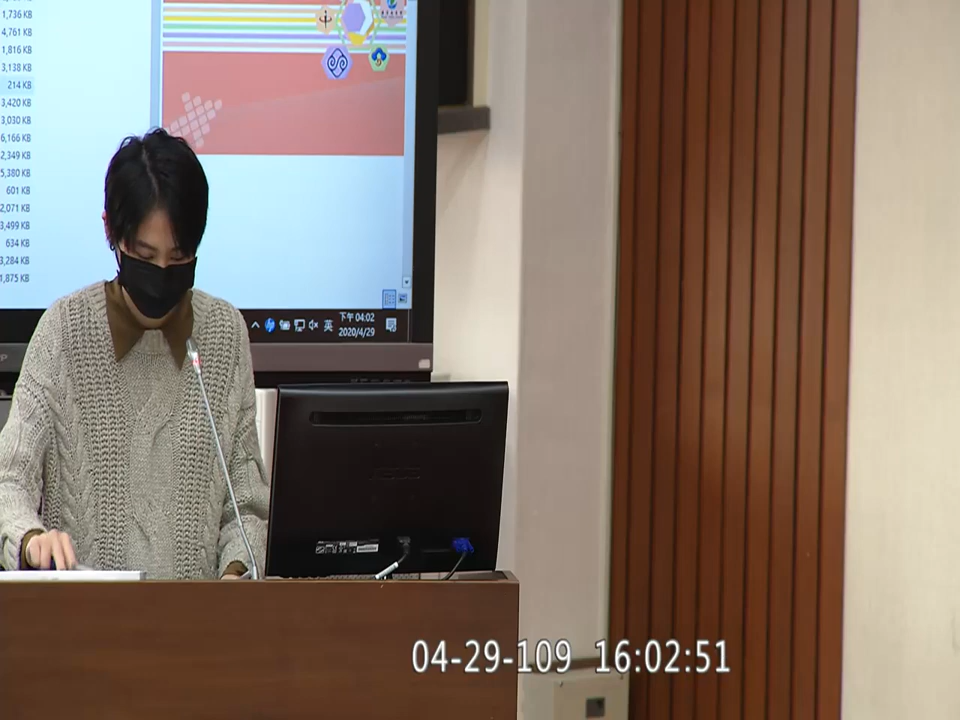 1,736 KB
4,761 KB
1,816 KB
3,138 KB
214 KB
3,420 KB
3,030 KB
6,166 KB
2,349 KB
5,380 KB
601 KB
2,071 KB
3,499 KB
634 KB
3,284 KB
1,875 KB
英
下午 04:02
2020/4/29
04-29-109 16:02:51